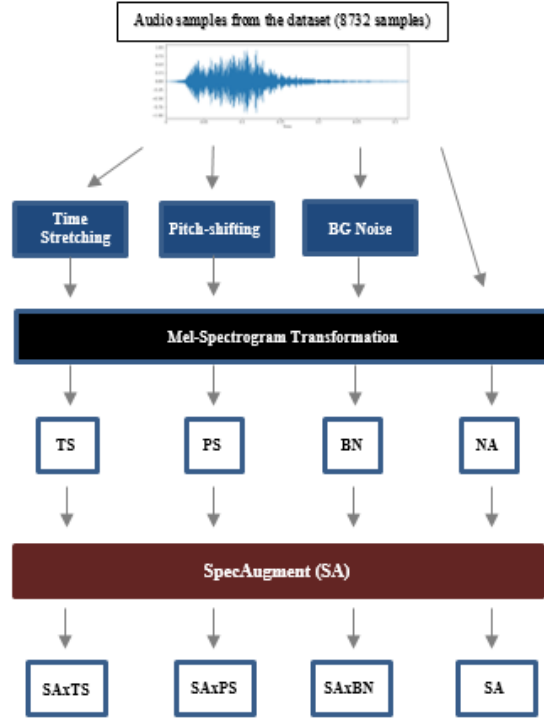 Audio samples from the dataset (8732 samples)
Time
Stretching
Pitch-shifting
BG Noise
Mel-Spectrogram Transformation
TS
PS
BN
NA
SpecAugment (SA)
SAxTS
SAxPS
SAxBN
SA